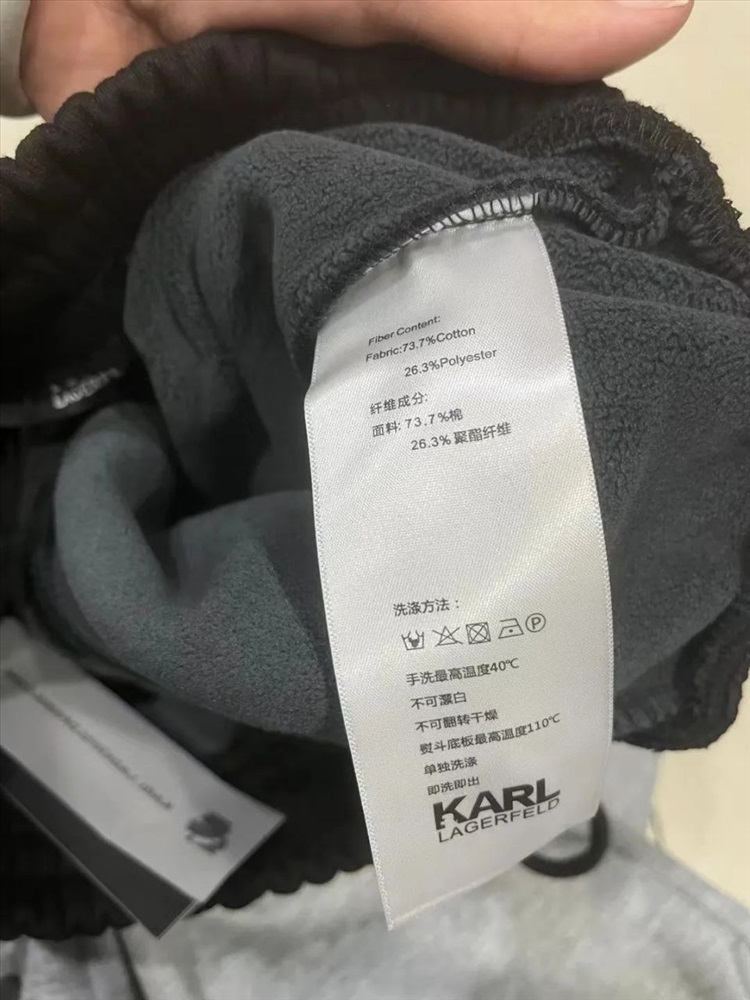 Fiber Content:
Fabric:73.7%Cotton
26.3%Polyester
纤维成分:
面料: 73.7%棉
26.3% 聚酯纤维
洗涤方法：
P
手洗最高温度40℃
不可漂白
不可翻转干燥
熨斗底板最高温度110℃
单独洗涤
即洗即出
KARL
LAGERFELD